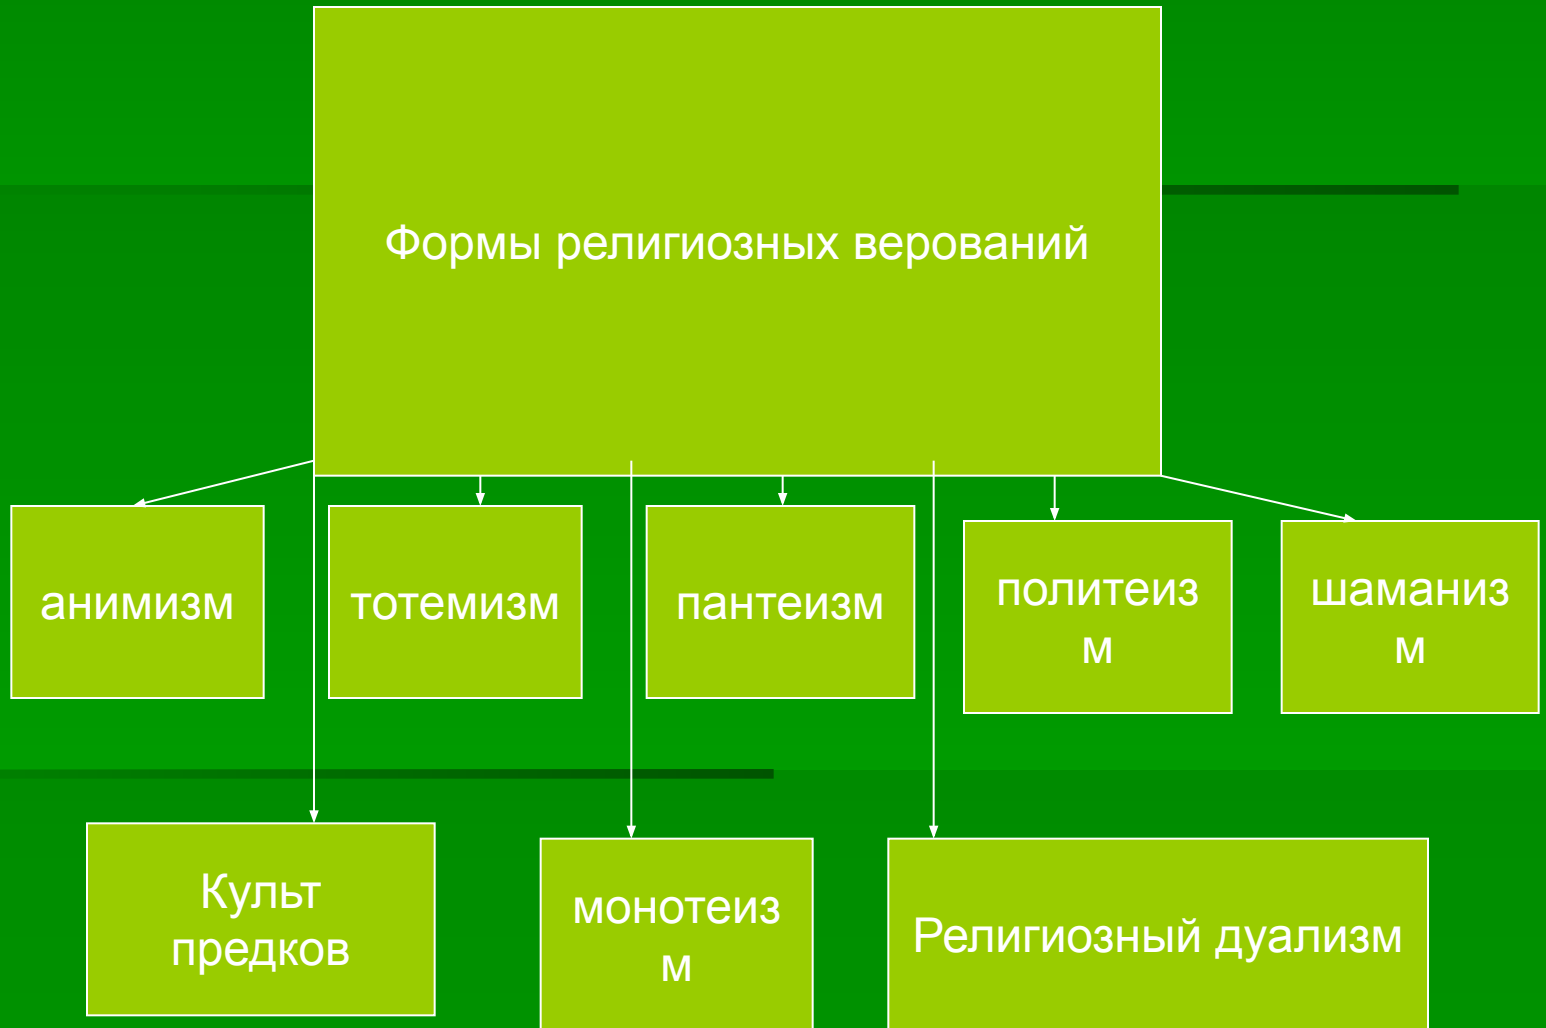 Формы религиозных верований
анимизм
тотемизм
пантеизм
политеиз
м
шаманиз
м
Культ
предков
монотеиз
м
Религиозный дуализм